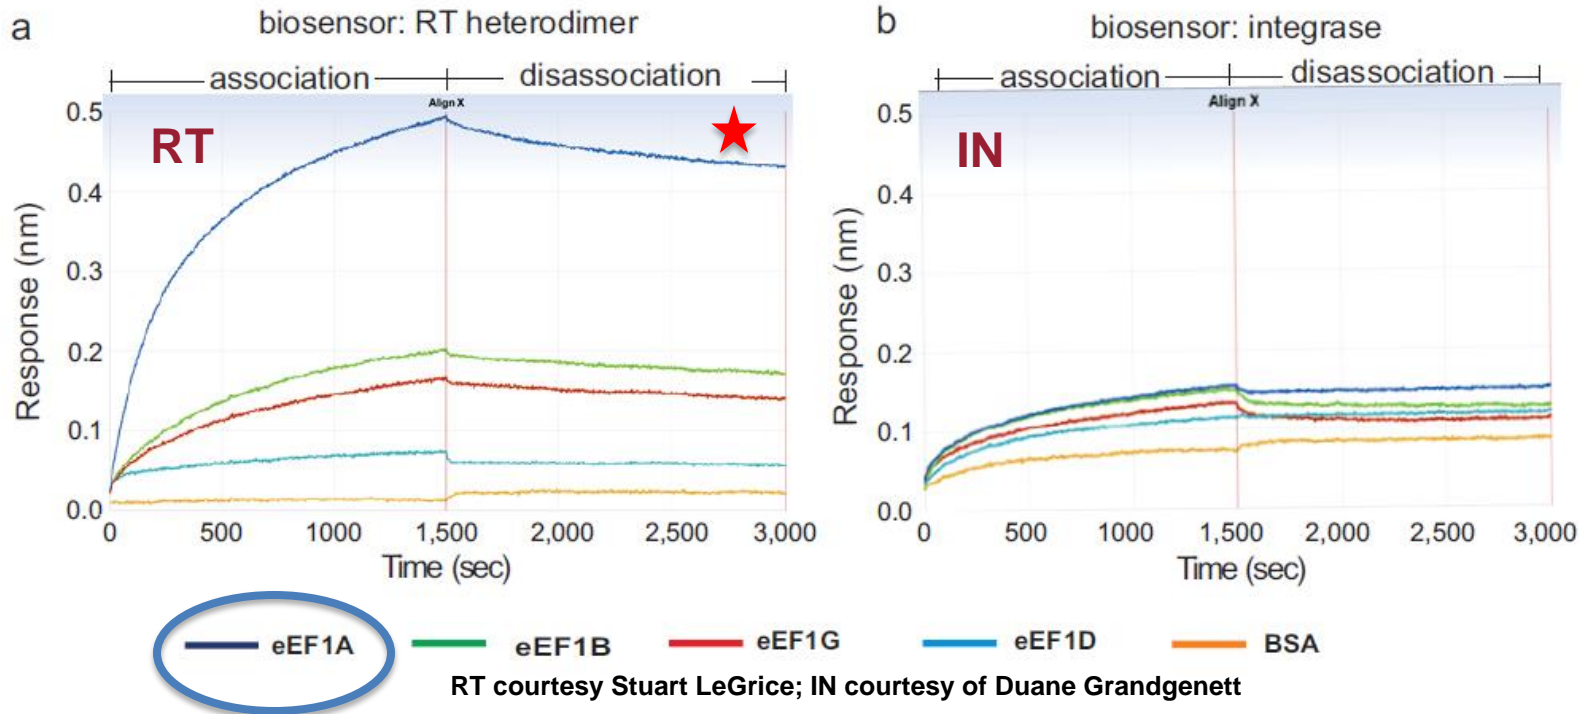 a
biosensor: RT heterodimer
association
disassociation
Align X
RT
0.5
0.4
0.3
0.2
0.1
0.0
Response (nm)
0
500
1000
1,500
2,000
2,500
3,000
Time (sec)
b
biosensor: integrase
association
disassociation
Align X
IN
0.5
0.4
0.3
0.2
0.1
0.0
Response (nm)
0
500
1000
1,500
2,000
2,500
3,000
Time (sec)
eEF1A
eEF1B
eEF1G
eEF1D
BSA
RT courtesy Stuart LeGrice; IN courtesy of Duane Grandgenett